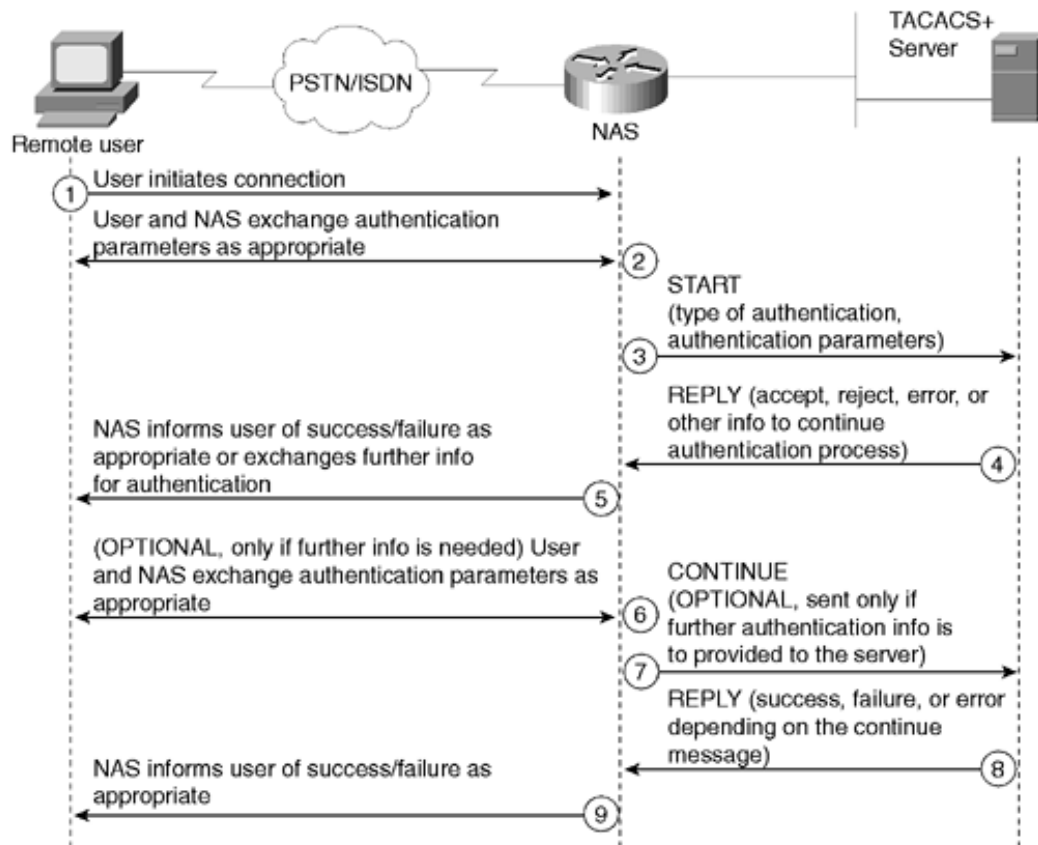 TACACS+
Server
PSTN/ISDN
NAS
Remote user
1
User initiates connection
User and NAS exchange authentication
parameters as appropriate
2
START
(type of authentication,
authentication parameters)
3
REPLY (accept, reject, error, or
other info to continue
authentication process)
4
NAS informs user of success/failure as
appropriate or exchanges further info
for authentication
5
(OPTIONAL, only if further info is needed) User
and NAS exchange authentication parameters as
appropriate
6
CONTINUE
(OPTIONAL, sent only if
further authentication info is
to provided to the server)
7
REPLY (success, failure, or error
depending on the continue
message)
8
NAS informs user of success/failure as
appropriate
9